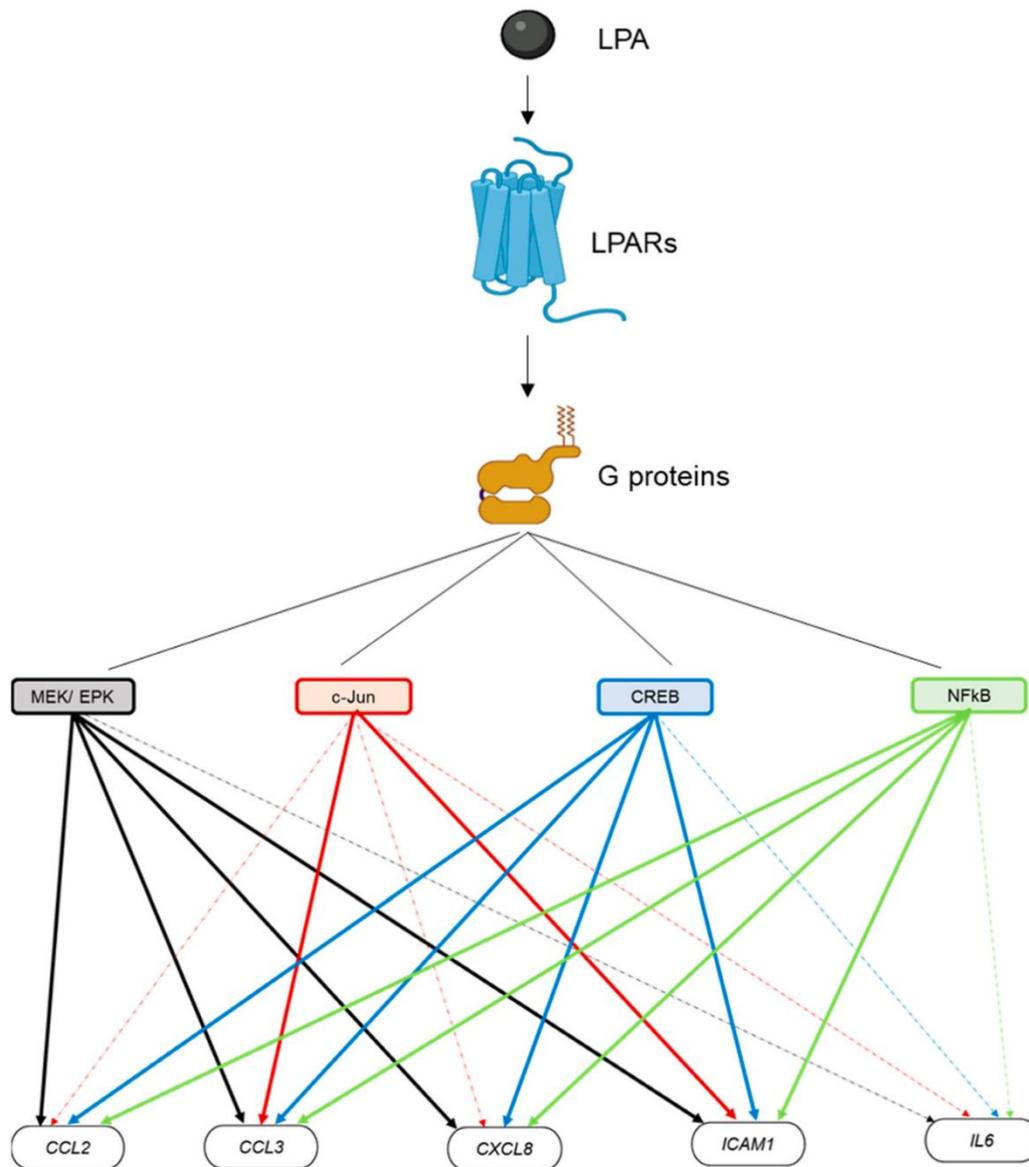 LPA
LPARs
G proteins
MEK/ EPK
c-Jun
CREB
NFkB
CCL2
CCL3
CXCL8
ICAM1
IL6